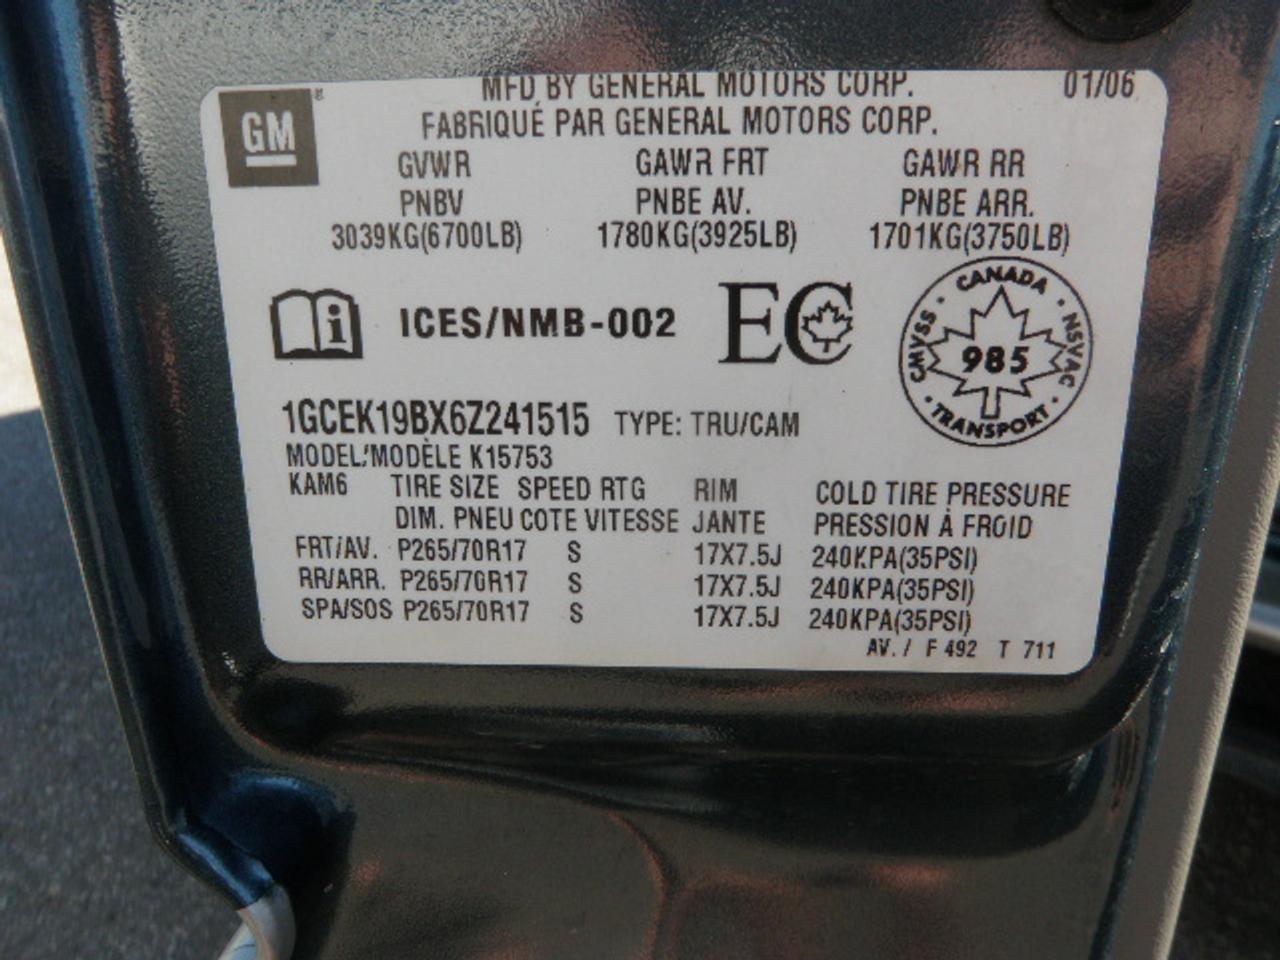 MFD BY GENERAL MOTORS CORP. 01/06
GM
FABRIQUÉ PAR GENERAL MOTORS CORP.
GVWR GAWR FRT GAWR RR
PNBV PNBE AV. PNBE ARR.
3039KG(6700LB) 1780KG(3925LB) 1701KG(3750LB)
i ICES/NMB-002 EC
CANADA
CMVSS · NSVAC
985
TRANSPORT
1GCEK19BX6Z241515 TYPE: TRU/CAM
MODEL/MODÈLE K15753
KAM6 TIRE SIZE SPEED RTG RIM COLD TIRE PRESSURE
DIM. PNEU COTE VITESSE JANTE PRESSION À FROID
FRT/AV. P265/70R17 S 17X7.5J 240KPA(35PSI)
RR/ARR. P265/70R17 S 17X7.5J 240KPA(35PSI)
SPA/SOS P265/70R17 S 17X7.5J 240KPA(35PSI)
AV. / F 492 T 711